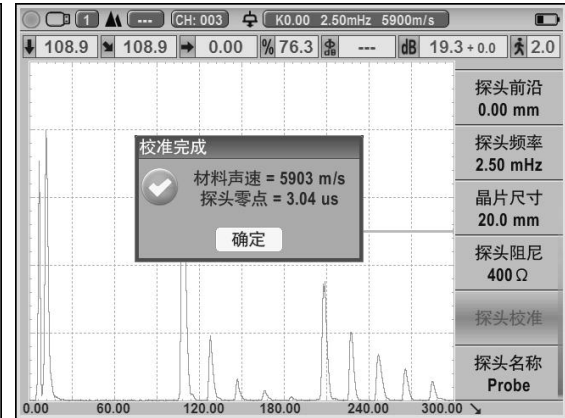 1 --- CH: 003 K0.00 2.50mHz 5900m/s
108.9 108.9 0.00 % 76.3 dB --- dB 19.3 + 0.0 2.0
探头前沿
0.00 mm
探头频率
2.50 mHz
晶片尺寸
20.0 mm
探头阻尼
400 Ω
探头校准
探头名称
Probe
校准完成
材料声速 = 5903 m/s
探头零点 = 3.04 us
确定
0.00 60.00 120.00 180.00 240.00 300.00